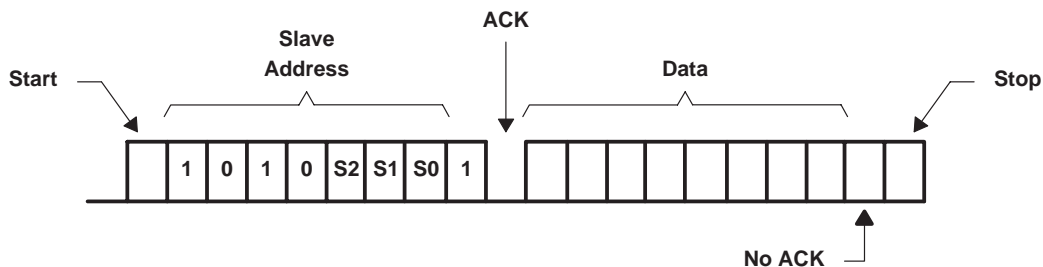 ACK
Slave
Address
Data
Start
Stop
1 0 1 0 S2 S1 S0 1
No ACK